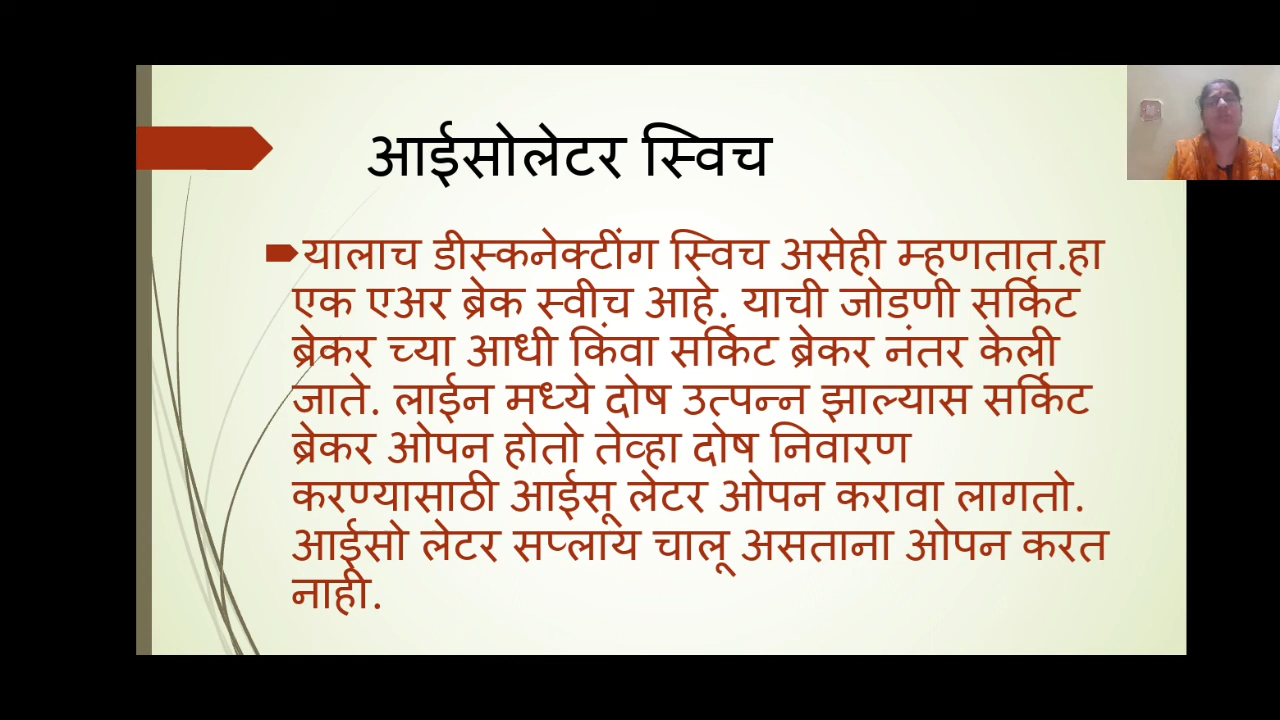 आईसोलेटर स्विच
यालाच डीस्कनेक्टींग स्विच असेही म्हणतात.हा
एक एअर ब्रेक स्वीच आहे. याची जोडणी सर्किट
ब्रेकर च्या आधी किंवा सर्किट ब्रेकर नंतर केली
जाते. लाईन मध्ये दोष उत्पन्न झाल्यास सर्किट
ब्रेकर ओपन होतो तेव्हा दोष निवारण
करण्यासाठी आईसू लेटर ओपन करावा लागतो.
आईसो लेटर सप्लाय चालू असताना ओपन करत
नाही.